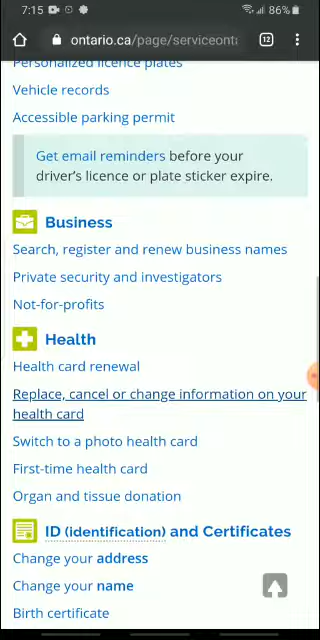 7:15 86%
ontario.ca/page/serviceonta 12
Personalized licence plates
Vehicle records
Accessible parking permit
Get email reminders before your
driver's licence or plate sticker expire.
Business
Search, register and renew business names
Private security and investigators
Not-for-profits
Health
Health card renewal
Replace, cancel or change information on your
health card
Switch to a photo health card
First-time health card
Organ and tissue donation
ID (identification) and Certificates
Change your address
Change your name
Birth certificate